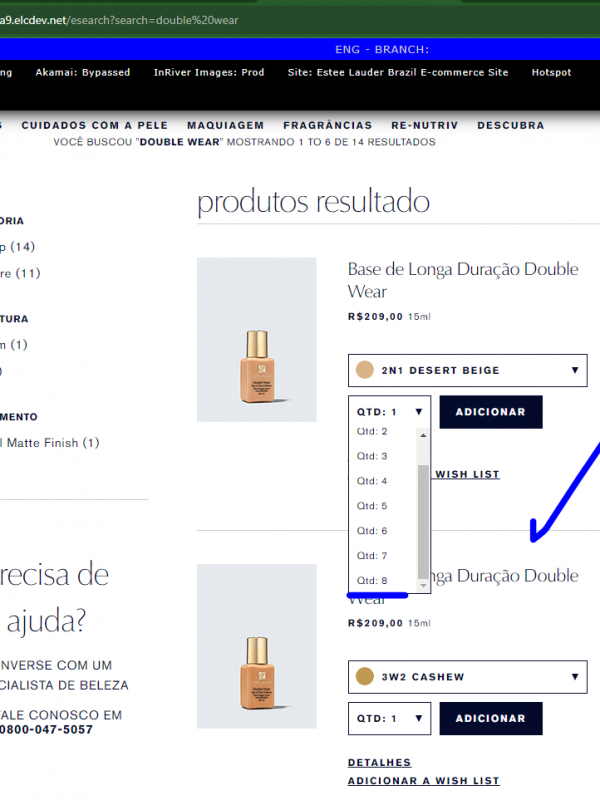 a9.elcdev.net/esearch?search=double%20wear
ENG - BRANCH:
ng Akamai: Bypassed InRiver Images: Prod Site: Estee Lauder Brazil E-commerce Site Hotspot
S CUIDADOS COM A PELE MAQUIAGEM FRAGRÂNCIAS RE-NUTRIV DESCUBRA
VOCÊ BUSCOU "DOUBLE WEAR" MOSTRANDO 1 TO 6 DE 14 RESULTADOS
produtos resultado
ORIA
p (14)
re (11)
TURA
m (1)
)
MENTO
l Matte Finish (1)
recisa de
ajuda?
NVERSE COM UM
CIALISTA DE BELEZA
ALE CONOSCO EM
0800-047-5057
Base de Longa Duração Double
Wear
R$209,00 15ml
2N1 DESERT BEIGE
QTD: 1 ADICIONAR
Qtd: 2
Qtd: 3
Qtd: 4
Qtd: 5
Qtd: 6
Qtd: 7
Qtd: 8
WISH LIST
nga Duração Double
Wear
R$209,00 15ml
3W2 CASHEW
QTD: 1 ADICIONAR
DETALHES
ADICIONAR A WISH LIST